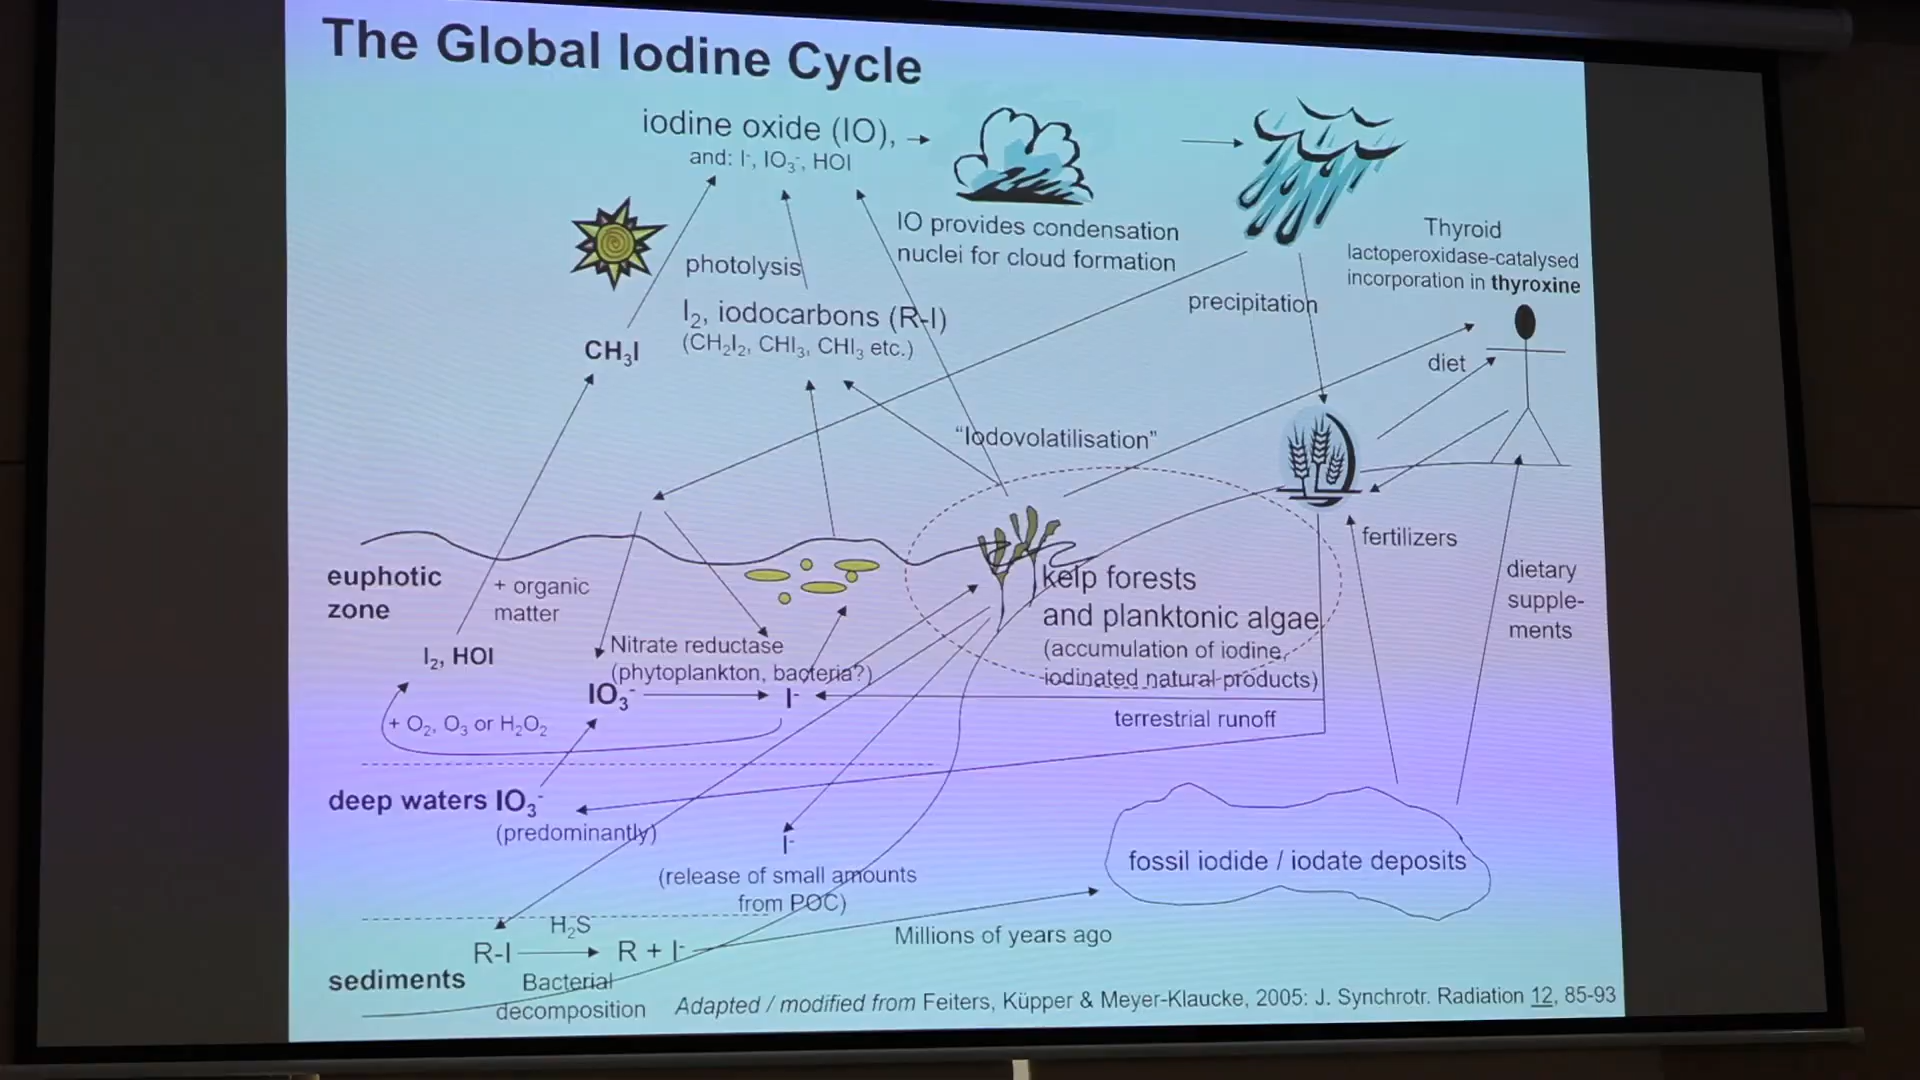 The Global Iodine Cycle
iodine oxide (IO),
and: I⁻, IO₃⁻, HOI
IO provides condensation
nuclei for cloud formation
Thyroid
lactoperoxidase-catalysed
incorporation in thyroxine
photolysis
precipitation
I₂, iodocarbons (R-I)
(CH₂I₂, CHI₃, CHI₃ etc.)
CH₃I
diet
"Iodovolatilisation"
fertilizers
dietary
supple-
ments
euphotic
zone
+ organic
matter
kelp forests
and planktonic algae
(accumulation of iodine,
iodinated natural products)
I₂, HOI
Nitrate reductase
(phytoplankton, bacteria?)
IO₃⁻
I⁻
+ O₂, O₃ or H₂O₂
terrestrial runoff
deep waters IO₃⁻
(predominantly)
I⁻
(release of small amounts
from POC)
fossil iodide / iodate deposits
H₂S
R-I
R + I⁻
Millions of years ago
sediments
Bacterial
decomposition
Adapted / modified from Feiters, Küpper & Meyer-Klaucke, 2005: J. Synchrotr. Radiation 12, 85-93